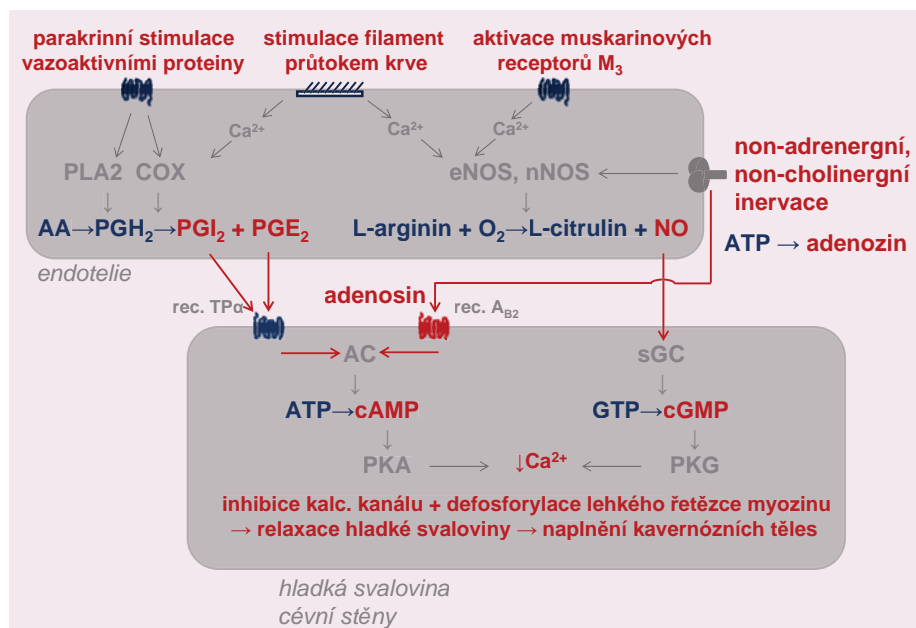 parakrinní stimulace
vazoaktivními proteiny
stimulace filament
průtokem krve
aktivace muskarinových
receptorů M₃
Ca²⁺
Ca²⁺
Ca²⁺
PLA2 COX
eNOS, nNOS
non-adrenergní,
non-cholinergní
inervace
AA→PGH₂→PGI₂ + PGE₂
L-arginin + O₂→L-citrulin + NO
ATP → adenozin
endotelie
rec. TPα
adenosin
rec. A_B2
AC
sGC
ATP→cAMP
GTP→cGMP
PKA
↓Ca²⁺
PKG
inhibice kalc. kanálu + defosforylace lehkého řetězce myozinu
→ relaxace hladké svaloviny → naplnění kavernózních těles
hladká svalovina
cévní stěny